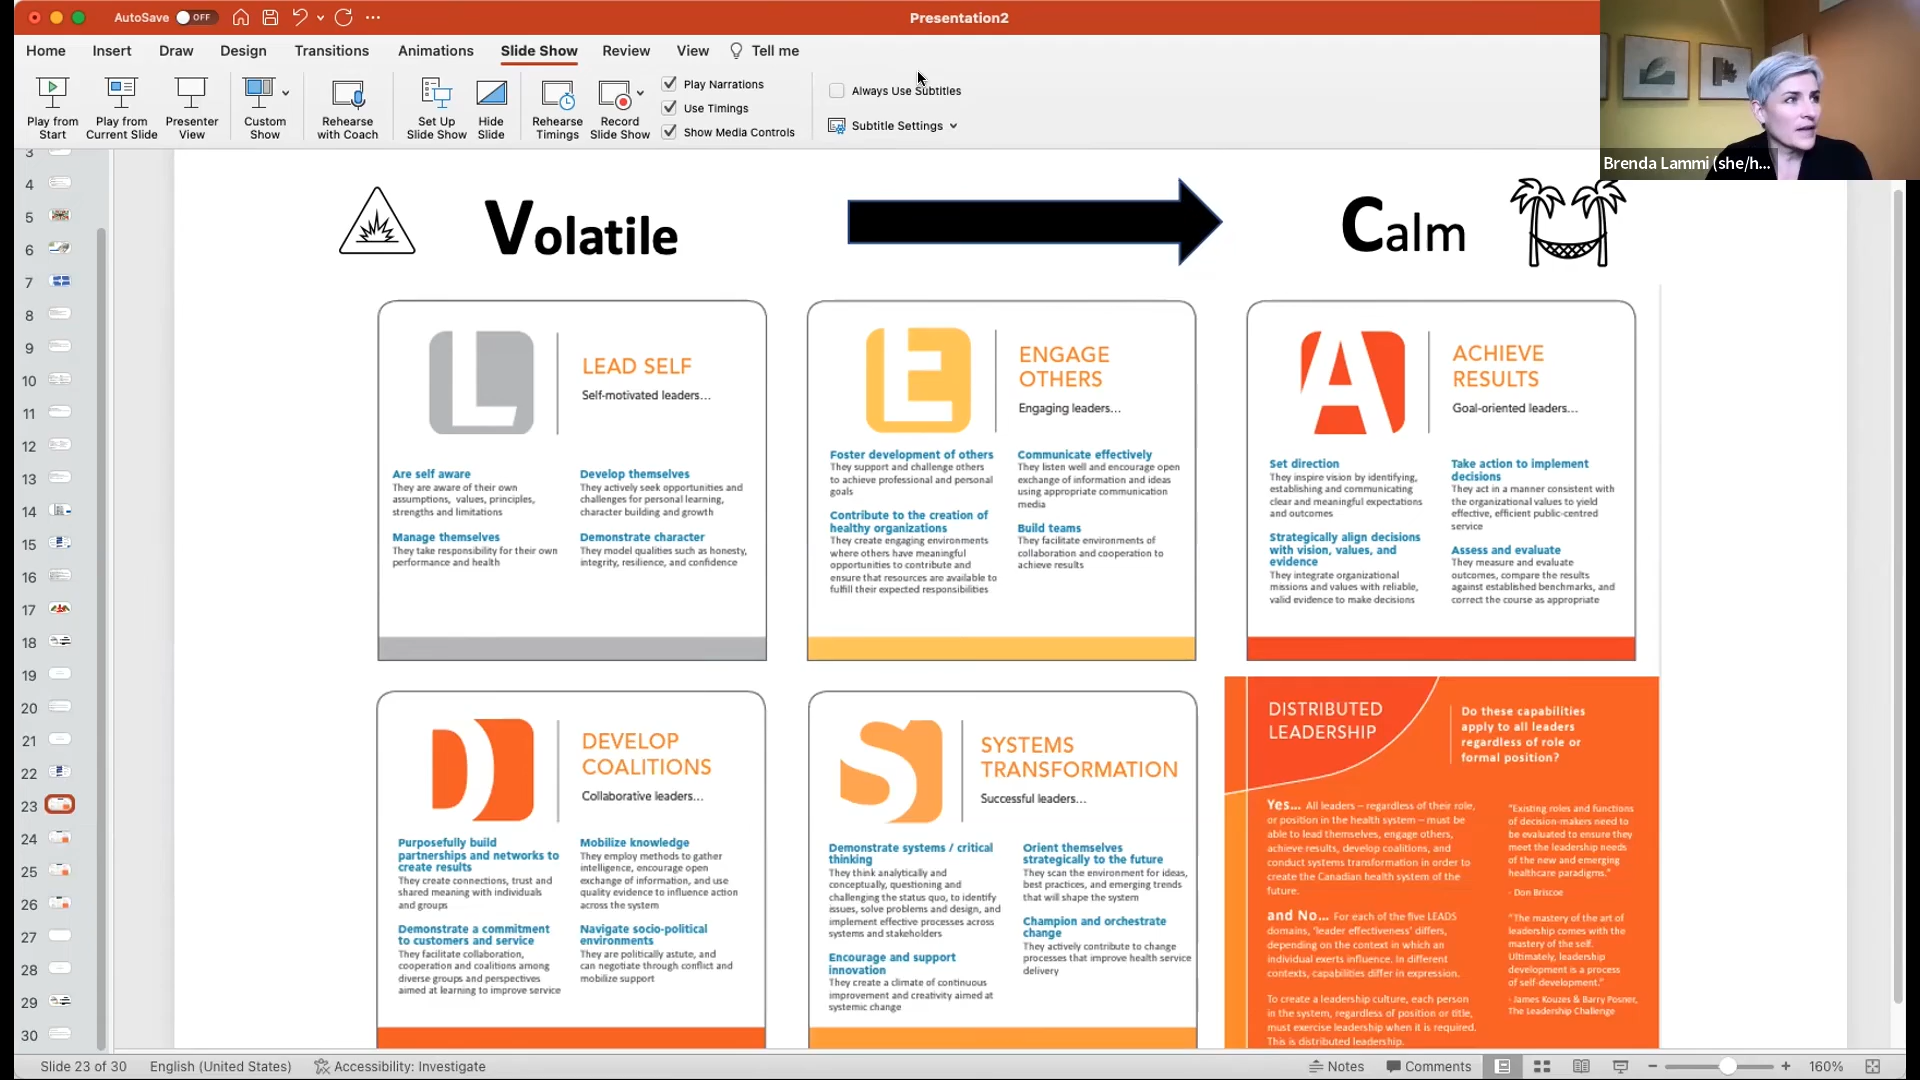 AutoSave OFF
Presentation2
Home Insert Draw Design Transitions Animations Slide Show Review View Tell me
Play from Start
Play from Current Slide
Presenter View
Custom Show
Rehearse with Coach
Set Up Slide Show
Hide Slide
Rehearse Timings
Record Slide Show
Play Narrations
Use Timings
Show Media Controls
Always Use Subtitles
Subtitle Settings
Brenda Lammi (she/h...
3
4
5
6
7
8
9
10
11
12
13
14
15
16
17
18
19
20
21
22
23
24
25
26
27
28
29
30
Volatile
Calm
L
LEAD SELF
Self-motivated leaders...
Are self aware
They are aware of their own
assumptions, values, principles,
strengths and limitations
Manage themselves
They take responsibility for their own
performance and health
Develop themselves
They actively seek opportunities and
challenges for personal learning,
character building and growth
Demonstrate character
They model qualities such as honesty,
integrity, resilience, and confidence
E
ENGAGE
OTHERS
Engaging leaders...
Foster development of others
They support and challenge others
to achieve professional and personal
goals
Contribute to the creation of
healthy organizations
They create engaging environments
where others have meaningful
opportunities to contribute and
ensure that resources are available to
fulfill their expected responsibilities
Communicate effectively
They listen well and encourage open
exchange of information and ideas
using appropriate communication
media
Build teams
They facilitate environments of
collaboration and cooperation to
achieve results
A
ACHIEVE
RESULTS
Goal-oriented leaders...
Set direction
They inspire vision by identifying,
establishing and communicating
clear and meaningful expectations
and outcomes
Strategically align decisions
with vision, values, and
evidence
They integrate organizational
missions and values with reliable,
valid evidence to make decisions
Take action to implement
decisions
They act in a manner consistent with
the organizational values to yield
effective, efficient public-centred
service
Assess and evaluate
They measure and evaluate
outcomes, compare the results
against established benchmarks, and
correct the course as appropriate
D
DEVELOP
COALITIONS
Collaborative leaders...
Purposefully build
partnerships and networks to
create results
They create connections, trust and
shared meaning with individuals
and groups
Demonstrate a commitment
to customers and service
They facilitate collaboration,
cooperation and coalitions among
diverse groups and perspectives
aimed at learning to improve service
Mobilize knowledge
They employ methods to gather
intelligence, encourage open
exchange of information, and use
quality evidence to influence action
across the system
Navigate socio-political
environments
They are politically astute, and
can negotiate through conflict and
mobilize support
S
SYSTEMS
TRANSFORMATION
Successful leaders...
Demonstrate systems / critical
thinking
They think analytically and
conceptually, questioning and
challenging the status quo, to identify
issues, solve problems and design, and
implement effective processes across
systems and stakeholders
Encourage and support
innovation
They create a climate of continuous
improvement and creativity aimed at
systemic change
Orient themselves
strategically to the future
They scan the environment for ideas,
best practices, and emerging trends
that will shape the system
Champion and orchestrate
change
They actively contribute to change
processes that improve health service
delivery
DISTRIBUTED
LEADERSHIP
Do these capabilities
apply to all leaders
regardless of role or
formal position?
Yes... All leaders – regardless of their role,
or position in the health system – must be
able to lead themselves, engage others,
achieve results, develop coalitions, and
conduct systems transformation in order to
create the Canadian health system of the
future.
and No... For each of the five LEADS
domains, 'leader effectiveness' differs,
depending on the context in which an
individual exerts influence. In different
contexts, capabilities differ in expression.
To create a leadership culture, each person
in the system, regardless of position or title,
must exercise leadership when it is required.
This is distributed leadership.
"Existing roles and functions
of decision-makers need to
be evaluated to ensure they
meet the leadership needs
of the new and emerging
healthcare paradigms."
- Don Briscoe
"The mastery of the art of
leadership comes with the
mastery of the self.
Ultimately, leadership
development is a process
of self-development."
- James Kouzes & Barry Posner,
The Leadership Challenge
Slide 23 of 30 English (United States) Accessibility: Investigate
Notes Comments 160%